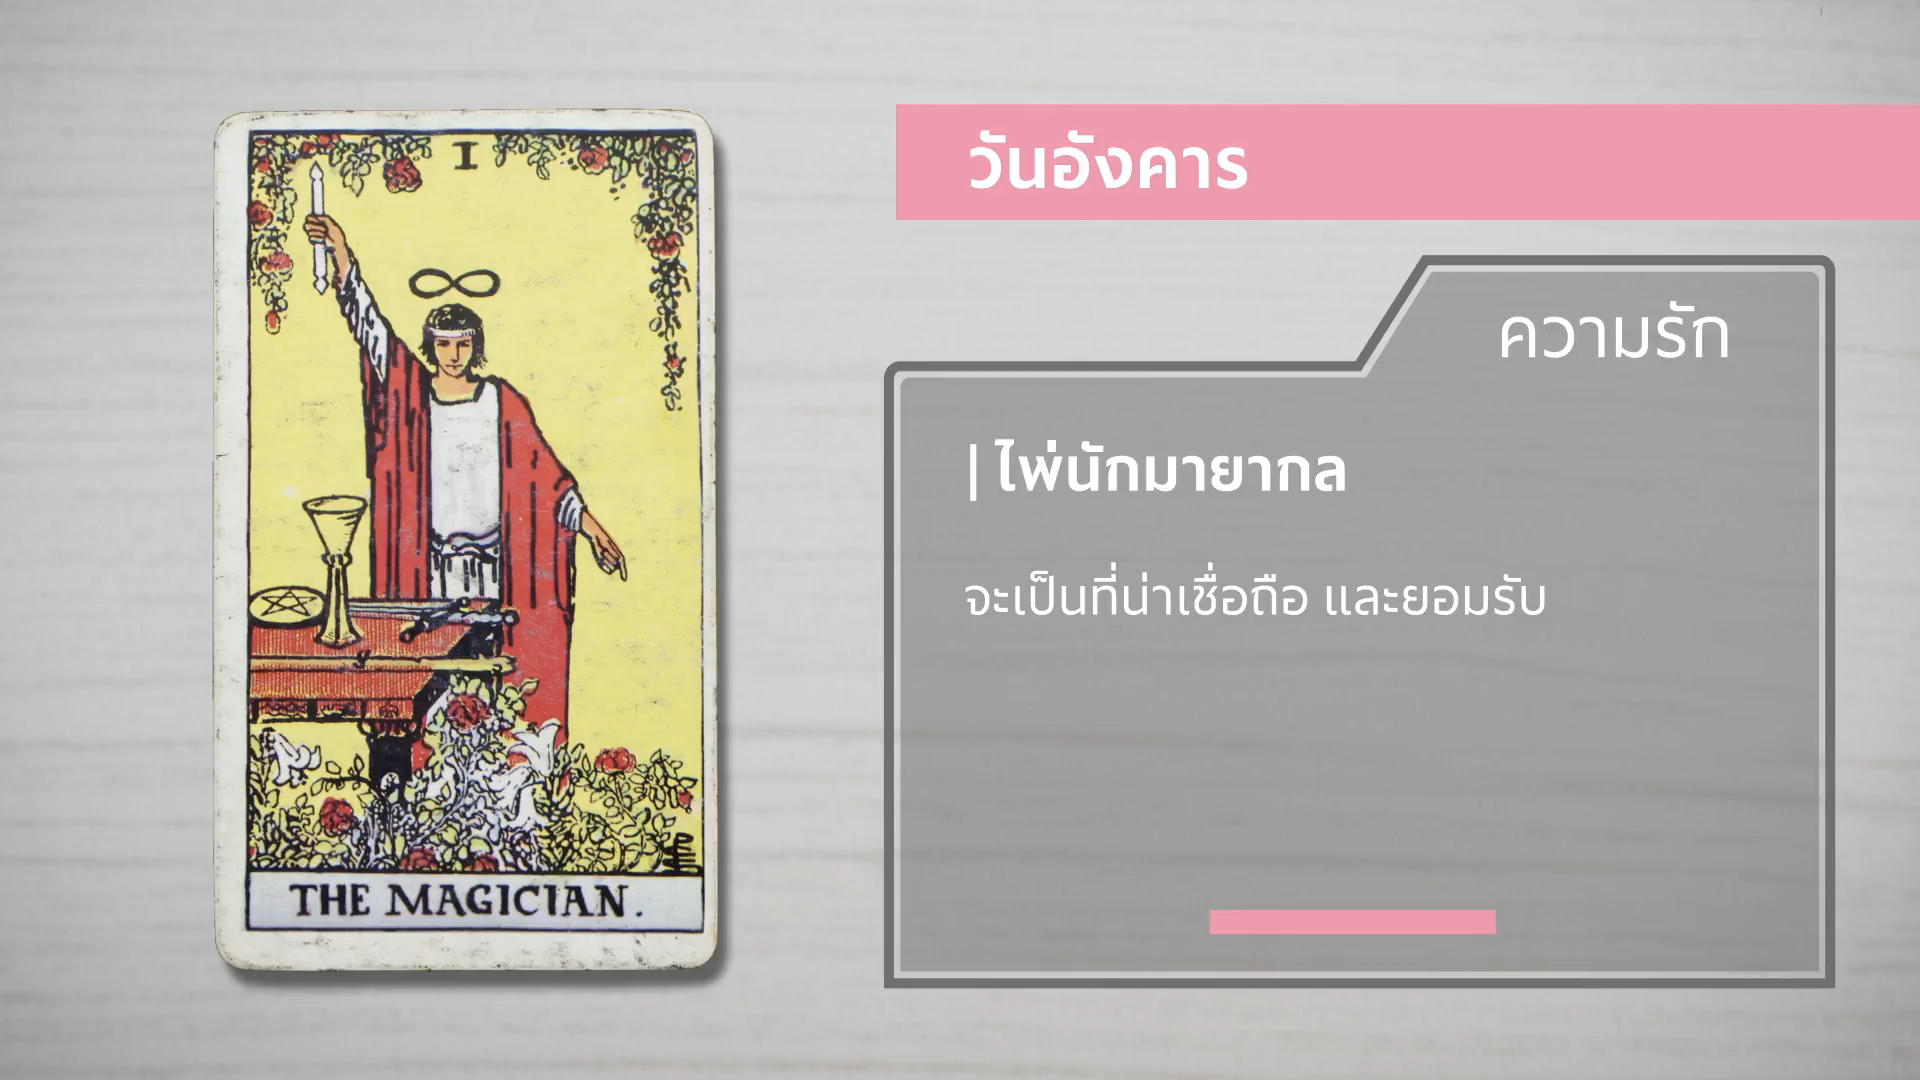 I
THE MAGICIAN.
วันอังคาร
ความรัก
| ไพ่นักมายากล
จะเป็นที่น่าเชื่อถือ และยอมรับ